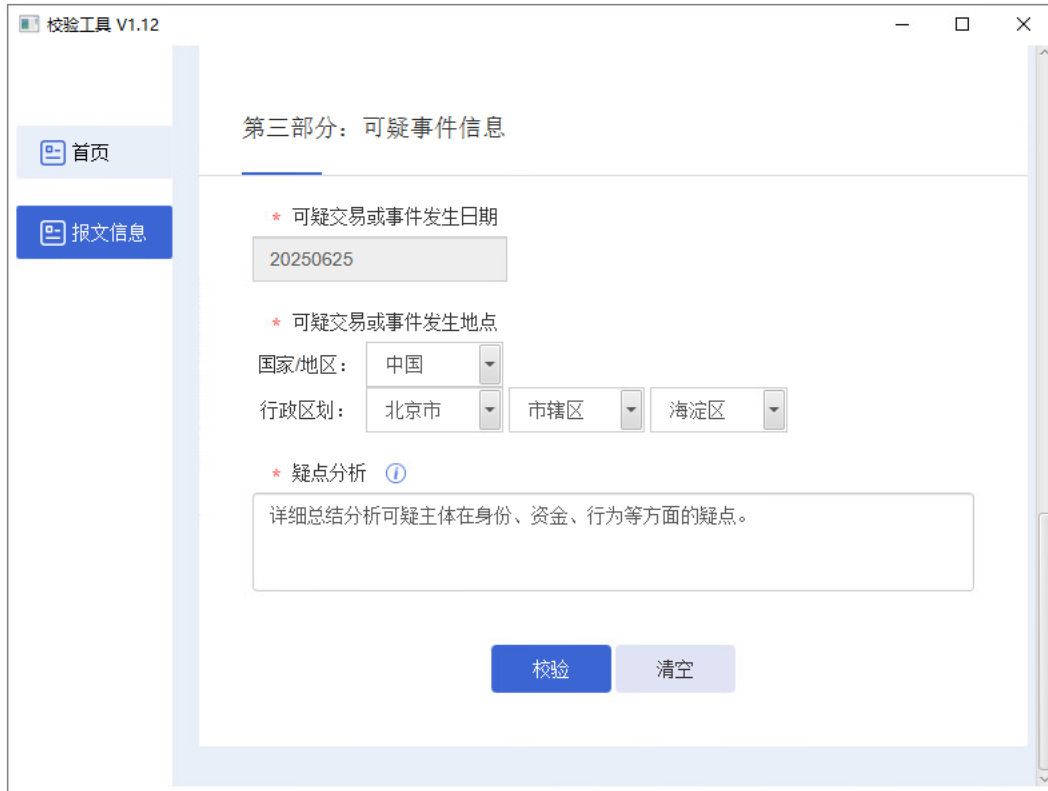 校验工具 V1.12
首页
报文信息
第三部分：可疑事件信息
* 可疑交易或事件发生日期
20250625
* 可疑交易或事件发生地点
国家/地区： 中国
行政区划： 北京市 市辖区 海淀区
* 疑点分析 i
详细总结分析可疑主体在身份、资金、行为等方面的疑点。
校验 清空